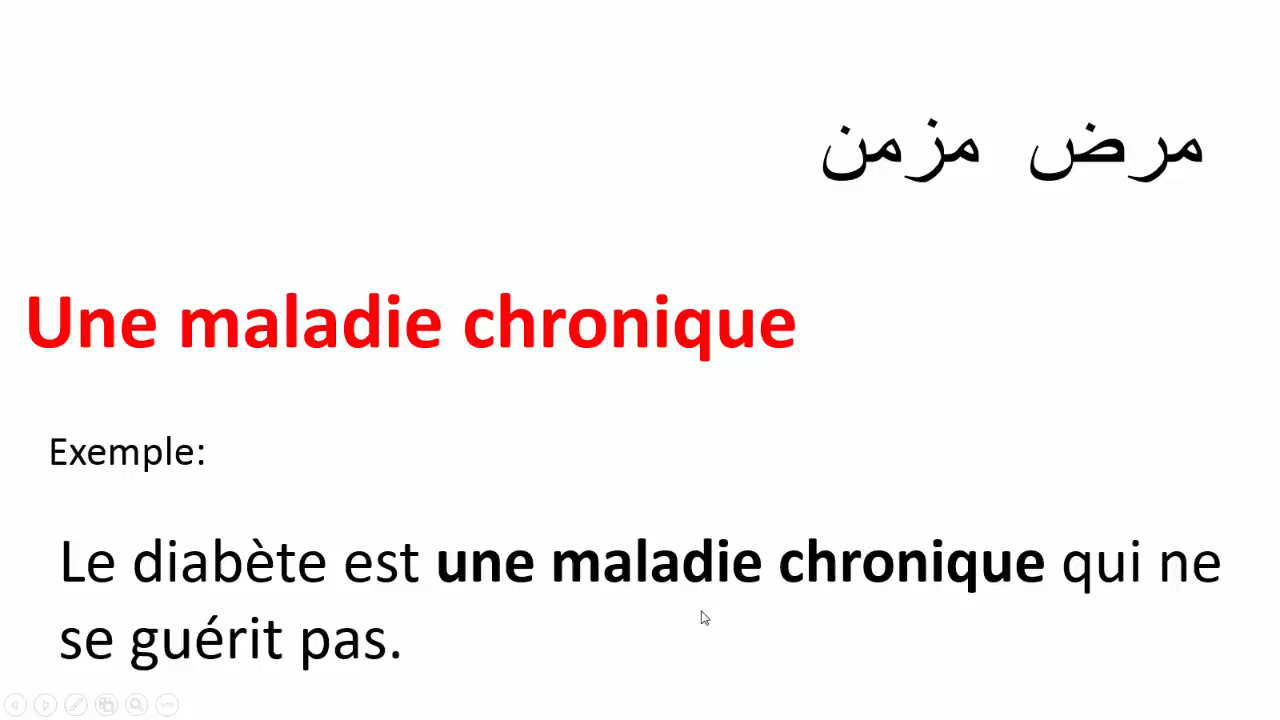 مرض مزمن
Une maladie chronique
Exemple:
Le diabète est une maladie chronique qui ne
se guérit pas.